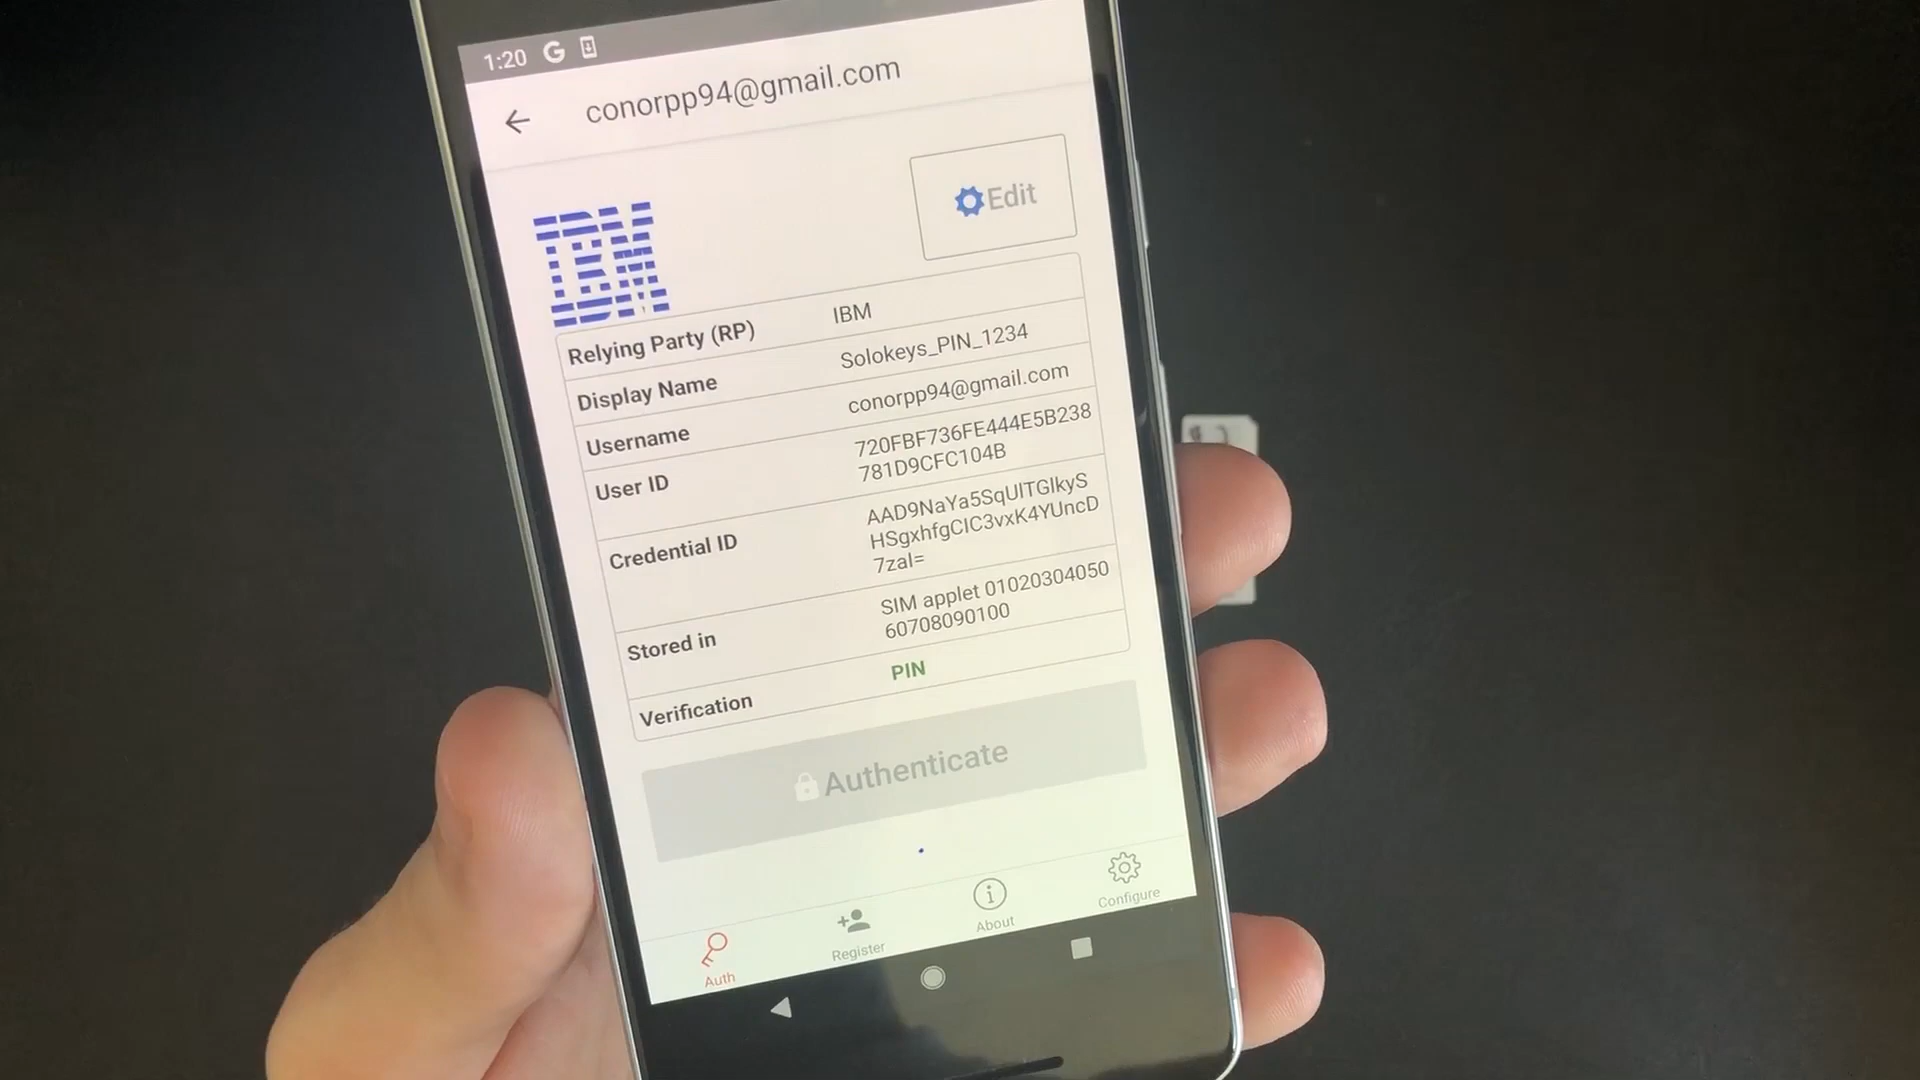 1:20 G
conorpp94@gmail.com
Edit
IBM
Relying Party (RP) IBM
Display Name Solokeys_PIN_1234
Username conorpp94@gmail.com
User ID 720FBF736FE444E5B238
781D9CFC104B
Credential ID AAD9NaYa5SqUlTGlkyS
HSgxhfgCIC3vxK4YUncD
7zal=
Stored in SIM applet 01020304050
60708090100
Verification PIN
Authenticate
Auth Register About Configure